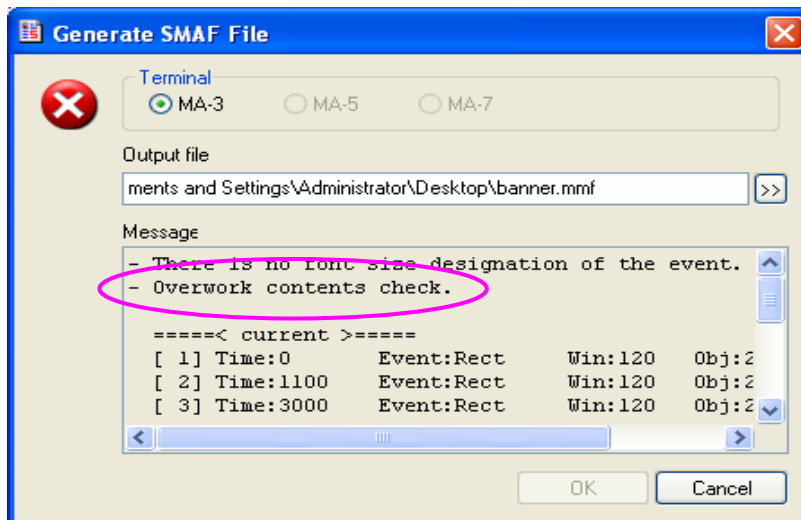 Generate SMAF File
Terminal
MA-3 MA-5 MA-7
Output file
ments and Settings\Administrator\Desktop\banner.mmf >>
Message
- There is no font size designation of the event.
- Overwork contents check.
=====< current >=====
[ 1] Time:0 Event:Rect Win:120 Obj:2
[ 2] Time:1100 Event:Rect Win:120 Obj:2
[ 3] Time:3000 Event:Rect Win:120 Obj:2
OK Cancel